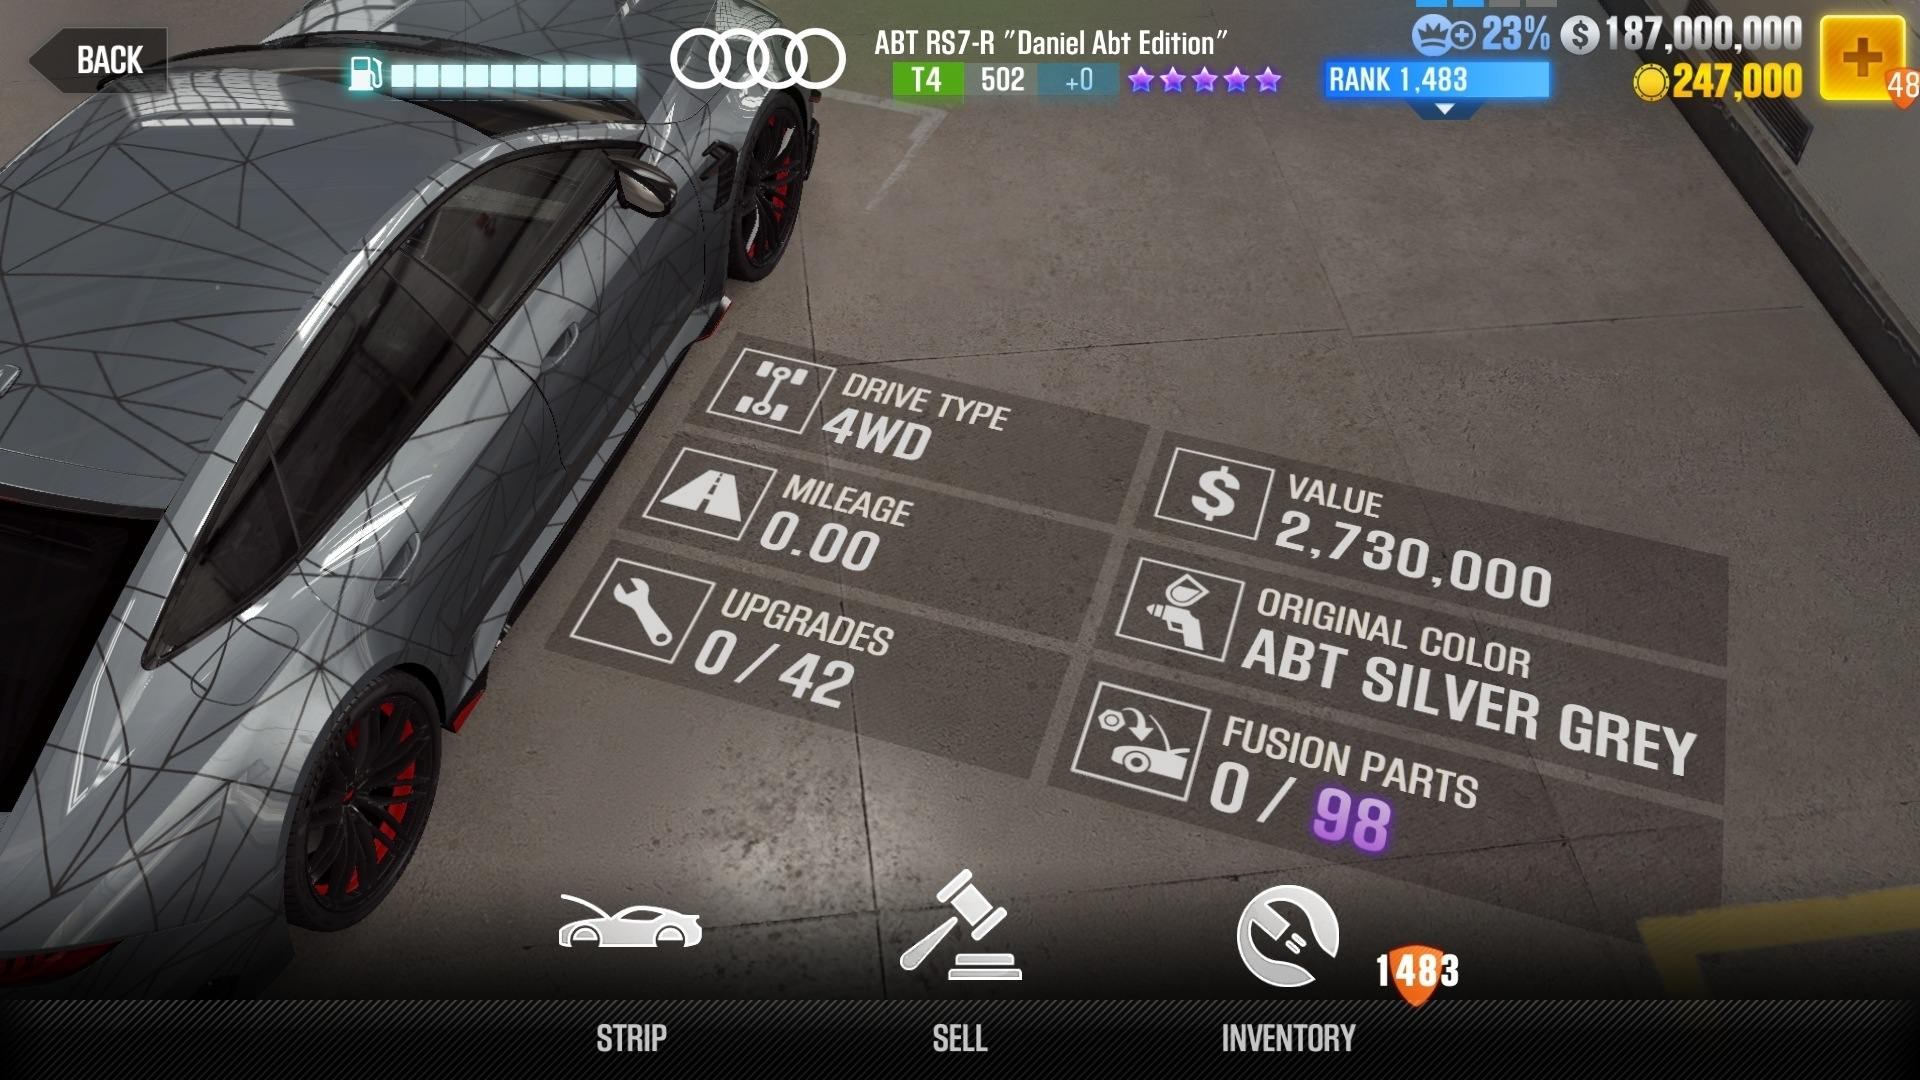 BACK
ABT RS7-R "Daniel Abt Edition"
T4 502 +0
23%
187,000,000
RANK 1,483
247,000
48
DRIVE TYPE
4WD
MILEAGE
0.00
UPGRADES
0 / 42
VALUE
2,730,000
ORIGINAL COLOR
ABT SILVER GREY
FUSION PARTS
0 / 98
1483
STRIP
SELL
INVENTORY